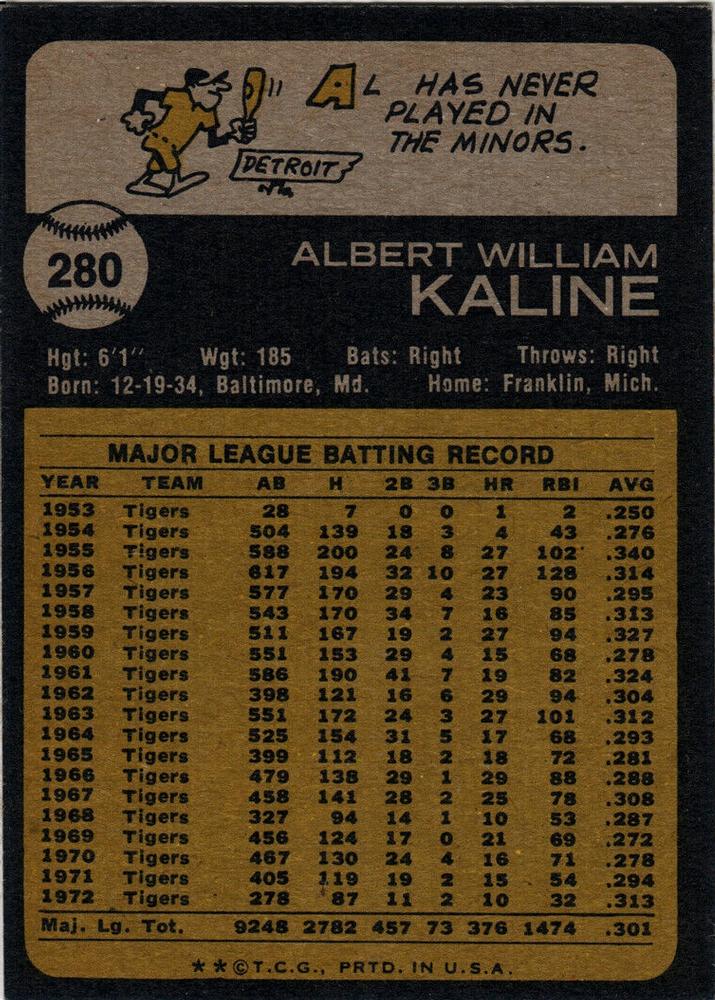 AL HAS NEVER
PLAYED IN
THE MINORS.
DETROIT
280
ALBERT WILLIAM
KALINE
Hgt: 6'1" Wgt: 185 Bats: Right Throws: Right
Born: 12-19-34, Baltimore, Md. Home: Franklin, Mich.
MAJOR LEAGUE BATTING RECORD
YEAR TEAM AB H 2B 3B HR RBI AVG
1953 Tigers 28 7 0 0 1 2 .250
1954 Tigers 504 139 18 3 4 43 .276
1955 Tigers 588 200 24 8 27 102 .340
1956 Tigers 617 194 32 10 27 128 .314
1957 Tigers 577 170 29 4 23 90 .295
1958 Tigers 543 170 34 7 16 85 .313
1959 Tigers 511 167 19 2 27 94 .327
1960 Tigers 551 153 29 4 15 68 .278
1961 Tigers 586 190 41 7 19 82 .324
1962 Tigers 398 121 16 6 29 94 .304
1963 Tigers 551 172 24 3 27 101 .312
1964 Tigers 525 154 31 5 17 68 .293
1965 Tigers 399 112 18 2 18 72 .281
1966 Tigers 479 138 29 1 29 88 .288
1967 Tigers 458 141 28 2 25 78 .308
1968 Tigers 327 94 14 1 10 53 .287
1969 Tigers 456 124 17 0 21 69 .272
1970 Tigers 467 130 24 4 16 71 .278
1971 Tigers 405 119 19 2 15 54 .294
1972 Tigers 278 87 11 2 10 32 .313
Maj. Lg. Tot. 9248 2782 457 73 376 1474 .301
**©T.C.G., PRTD. IN U.S.A.